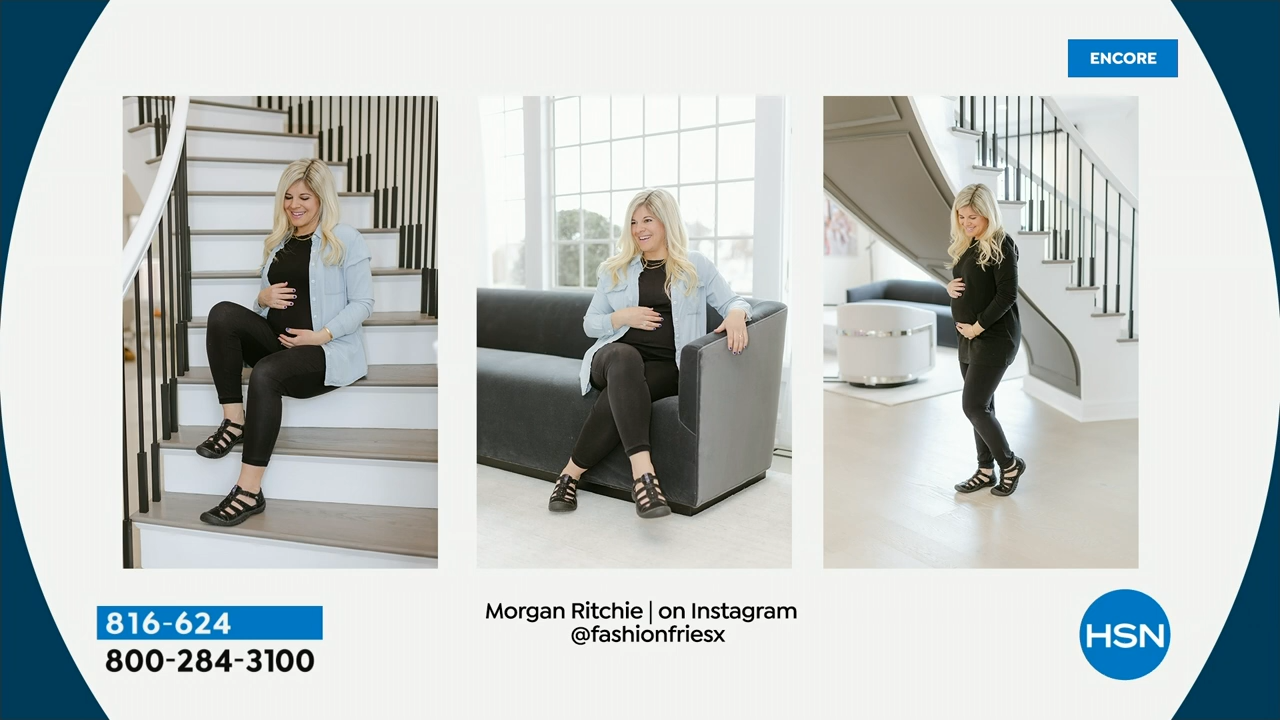 ENCORE
816-624
800-284-3100
Morgan Ritchie | on Instagram
@fashionfriesx
HSN